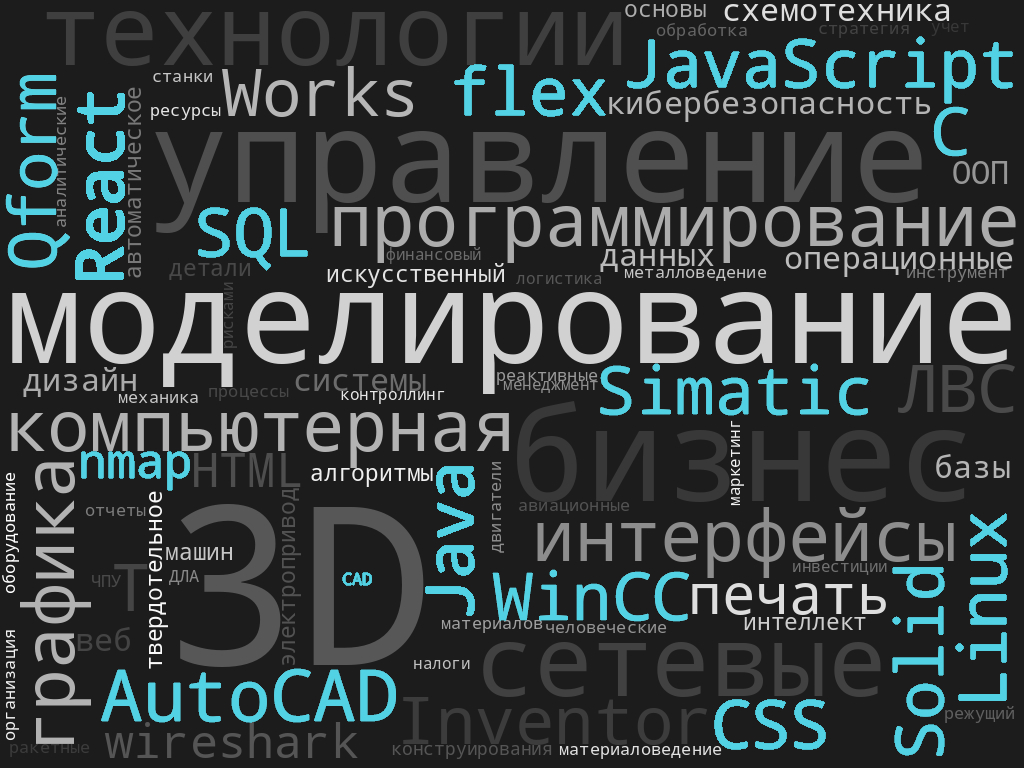 технологии
основы
схемотехника
обработка
стратегия
учет
JavaScript
станки
Works
flex
ресурсы
кибербезопасность
С
Qform
аналитические
React
автоматическое
управление
ООП
SQL
программирование
финансовый
данных
операционные
детали
искусственный
логистика
металловедение
инструмент
рисками
моделирование
дизайн
механика
процессы
системы
контроллинг
реактивные
менеджмент
Simatic
ЛВС
компьютерная
бизнес
маркетинг
базы
nmap
HTML
алгоритмы
Java
двигатели
авиационные
оборудование
графика
отчеты
твердотельное
3D
электропривод
интерфейсы
машин
ЧПУ
Т
ДЛА
CAD
инвестиции
WinCC
печать
Solid
Linux
веб
материалов
человеческие
интеллект
организация
налоги
сетевые
AutoCAD
Inventor
CSS
режущий
ракетные
wireshark
конструирования
материаловедение